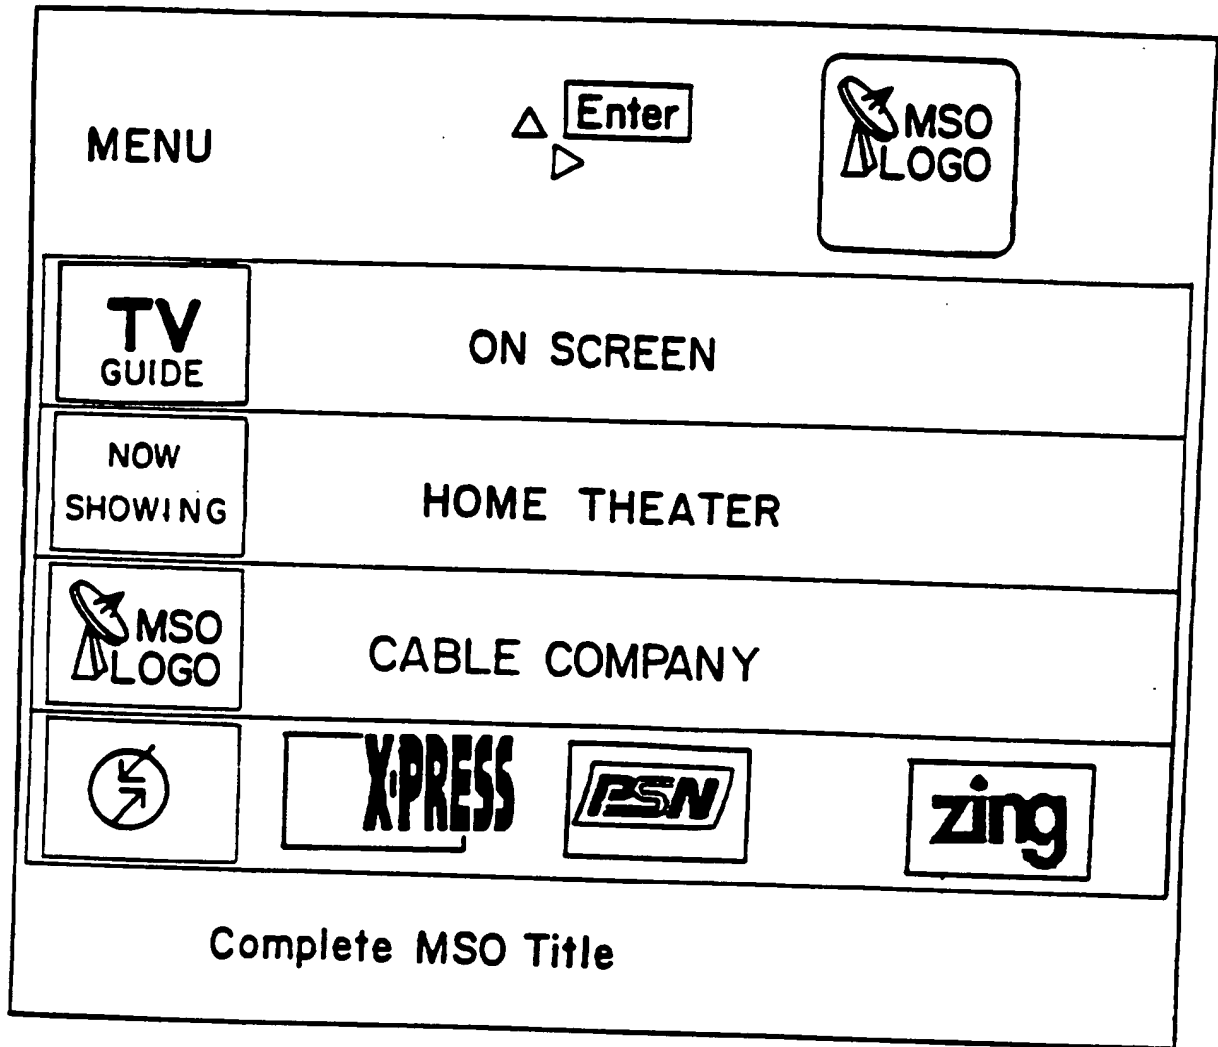 MENU
Enter
MSO
LOGO
TV
GUIDE
ON SCREEN
NOW
SHOWING
HOME THEATER
MSO
LOGO
CABLE COMPANY
X·PRESS
PSN
zing
Complete MSO Title